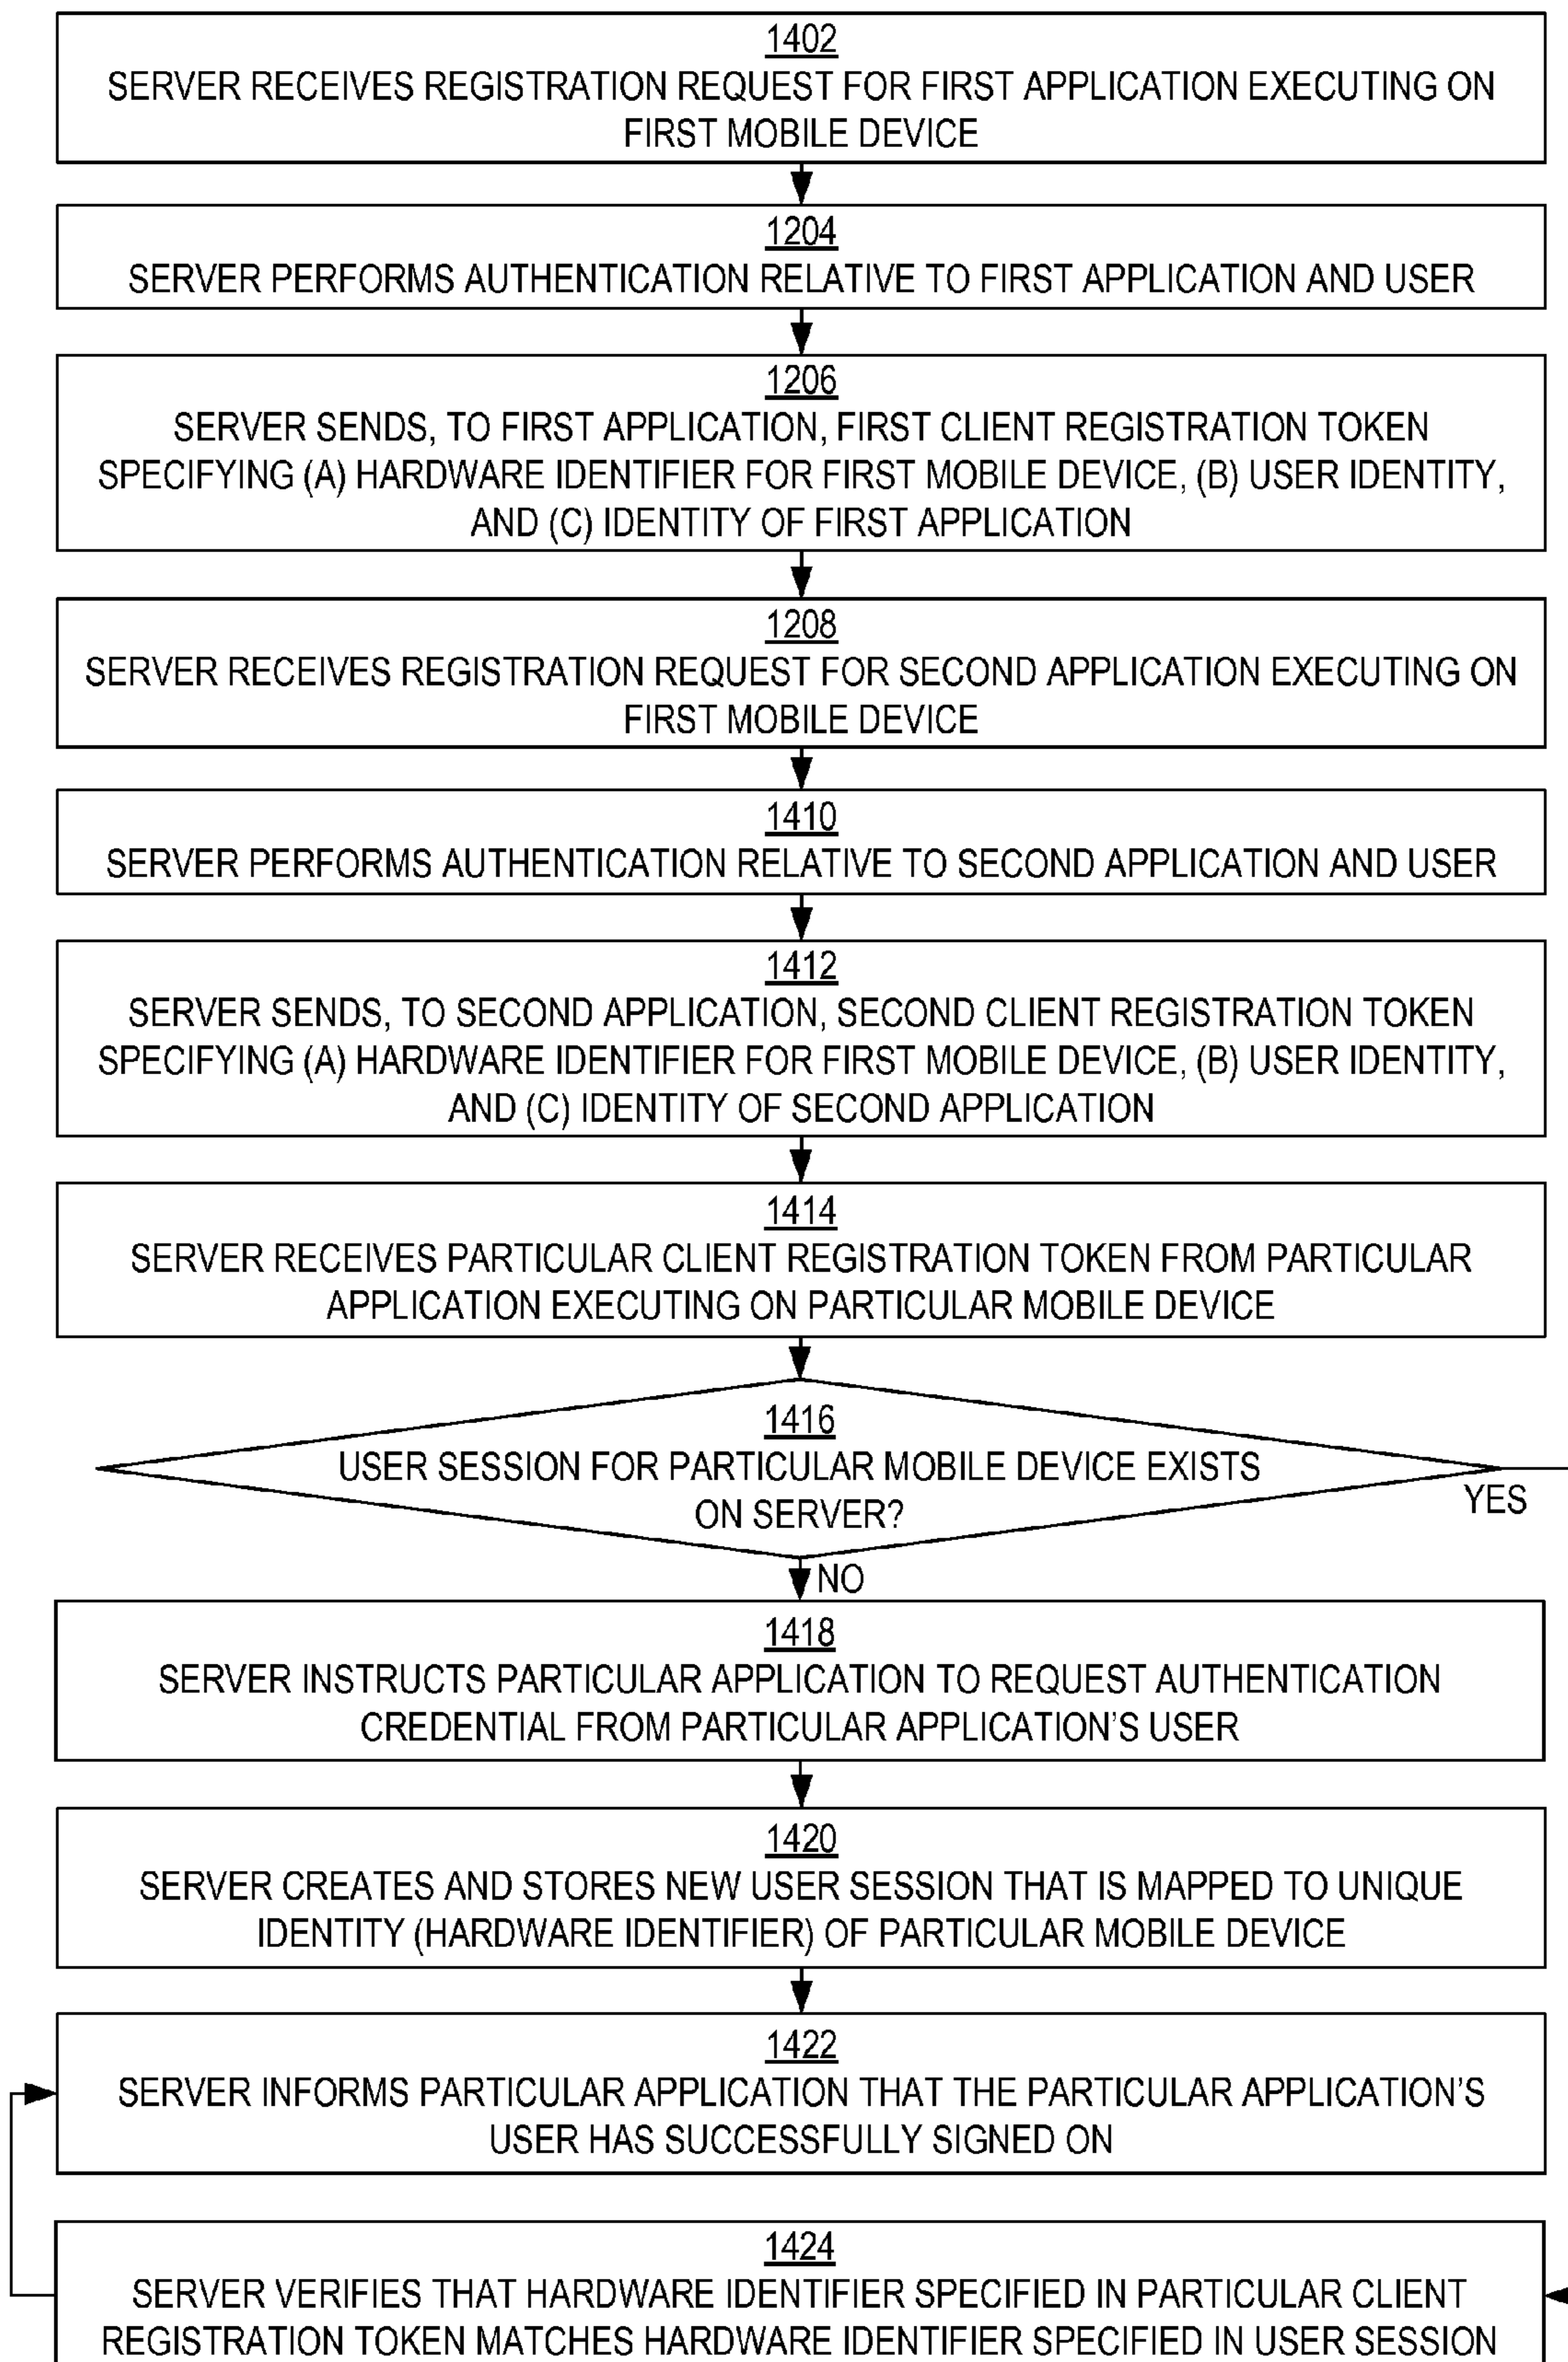 1402
SERVER RECEIVES REGISTRATION REQUEST FOR FIRST APPLICATION EXECUTING ON
FIRST MOBILE DEVICE
1204
SERVER PERFORMS AUTHENTICATION RELATIVE TO FIRST APPLICATION AND USER
1206
SERVER SENDS, TO FIRST APPLICATION, FIRST CLIENT REGISTRATION TOKEN
SPECIFYING (A) HARDWARE IDENTIFIER FOR FIRST MOBILE DEVICE, (B) USER IDENTITY,
AND (C) IDENTITY OF FIRST APPLICATION
1208
SERVER RECEIVES REGISTRATION REQUEST FOR SECOND APPLICATION EXECUTING ON
FIRST MOBILE DEVICE
1410
SERVER PERFORMS AUTHENTICATION RELATIVE TO SECOND APPLICATION AND USER
1412
SERVER SENDS, TO SECOND APPLICATION, SECOND CLIENT REGISTRATION TOKEN
SPECIFYING (A) HARDWARE IDENTIFIER FOR FIRST MOBILE DEVICE, (B) USER IDENTITY,
AND (C) IDENTITY OF SECOND APPLICATION
1414
SERVER RECEIVES PARTICULAR CLIENT REGISTRATION TOKEN FROM PARTICULAR
APPLICATION EXECUTING ON PARTICULAR MOBILE DEVICE
1416
USER SESSION FOR PARTICULAR MOBILE DEVICE EXISTS
ON SERVER?
YES
NO
1418
SERVER INSTRUCTS PARTICULAR APPLICATION TO REQUEST AUTHENTICATION
CREDENTIAL FROM PARTICULAR APPLICATION'S USER
1420
SERVER CREATES AND STORES NEW USER SESSION THAT IS MAPPED TO UNIQUE
IDENTITY (HARDWARE IDENTIFIER) OF PARTICULAR MOBILE DEVICE
1422
SERVER INFORMS PARTICULAR APPLICATION THAT THE PARTICULAR APPLICATION'S
USER HAS SUCCESSFULLY SIGNED ON
1424
SERVER VERIFIES THAT HARDWARE IDENTIFIER SPECIFIED IN PARTICULAR CLIENT
REGISTRATION TOKEN MATCHES HARDWARE IDENTIFIER SPECIFIED IN USER SESSION